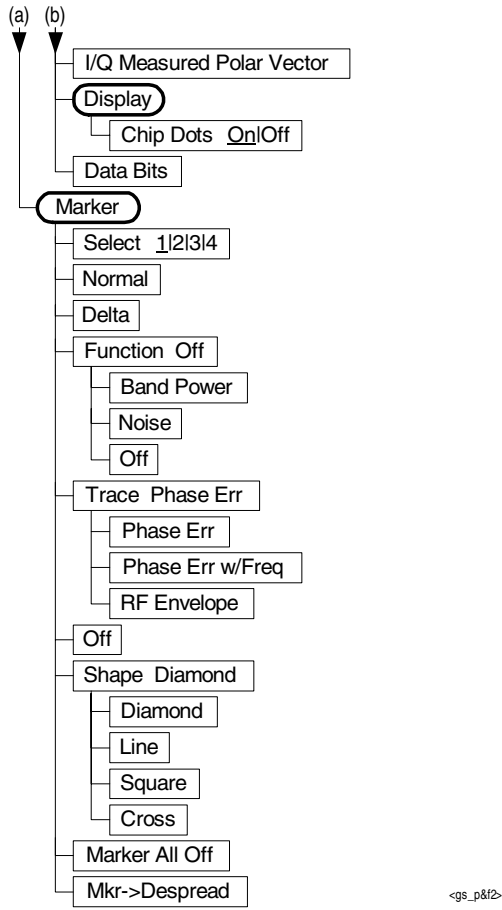 (a) (b)
I/Q Measured Polar Vector
Display
Chip Dots On|Off
Data Bits
Marker
Select 1|2|3|4
Normal
Delta
Function Off
Band Power
Noise
Off
Trace Phase Err
Phase Err
Phase Err w/Freq
RF Envelope
Off
Shape Diamond
Diamond
Line
Square
Cross
Marker All Off
Mkr->Despread
<gs_p&f2>